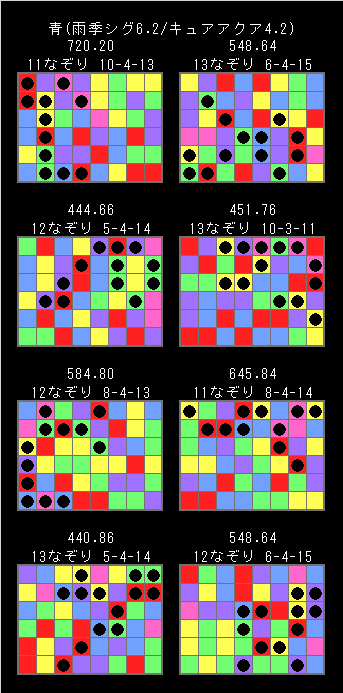 青(雨季シグ6.2/キュアアクア4.2)
720.20
11なぞり 10-4-13
548.64
13なぞり 6-4-15
444.66
12なぞり 5-4-14
451.76
13なぞり 10-3-11
584.80
12なぞり 8-4-13
645.84
11なぞり 8-4-14
440.86
13なぞり 5-4-14
548.64
12なぞり 6-4-15